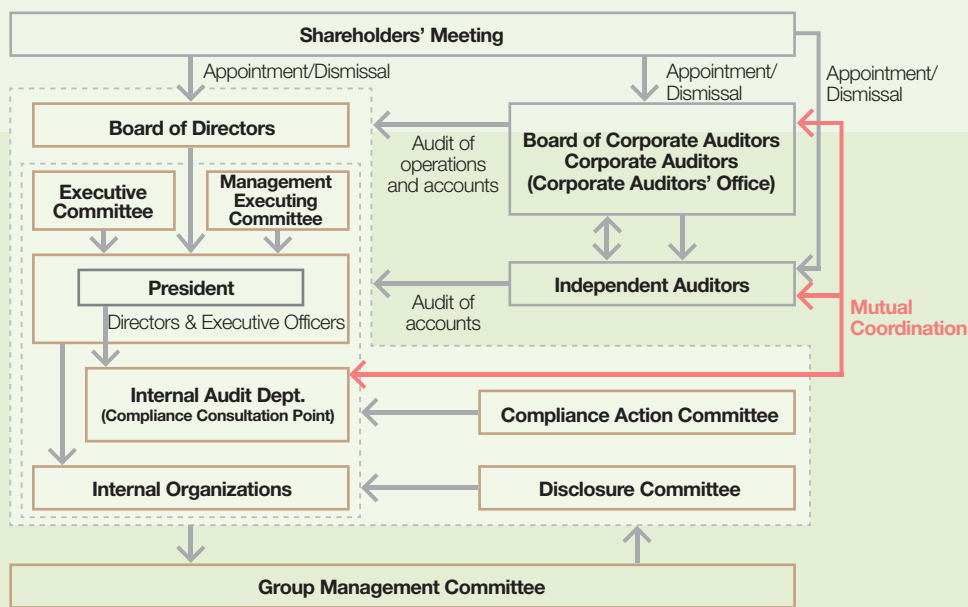 Shareholders’ Meeting
Appointment/Dismissal
Appointment/
Dismissal
Appointment/
Dismissal
Board of Directors
Audit of
operations
and accounts
Board of Corporate Auditors
Corporate Auditors
(Corporate Auditors’ Office)
Executive
Committee
Management
Executing
Committee
President
Directors & Executive Officers
Audit of
accounts
Independent Auditors
Mutual
Coordination
Internal Audit Dept.
(Compliance Consultation Point)
Compliance Action Committee
Internal Organizations
Disclosure Committee
Group Management Committee